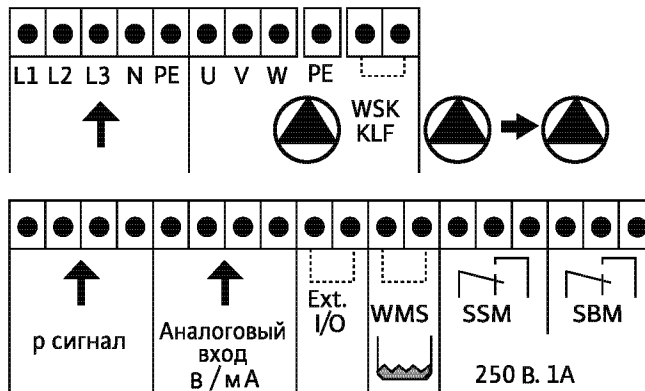 L1 L2 L3 N PE U V W PE
WSK
KLF
p сигнал
Аналоговый
вход
В / мА
Ext.
I/O
WMS
SSM
SBM
250 В. 1А